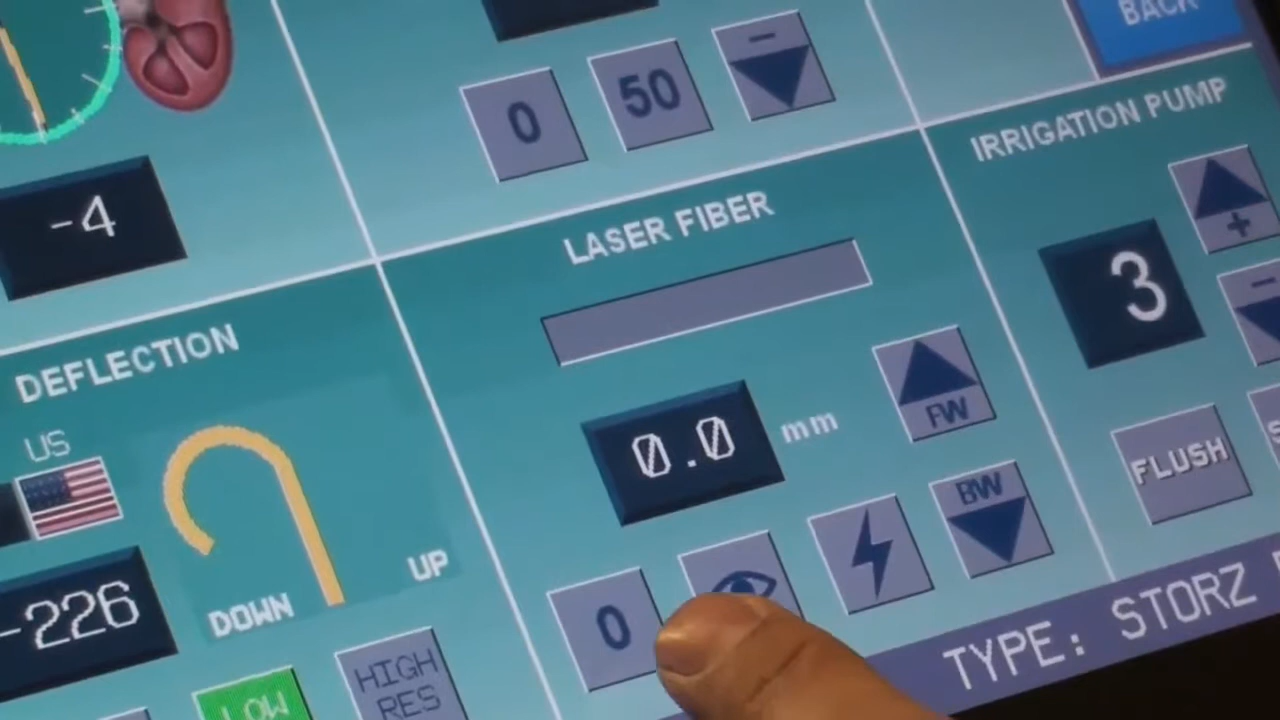 BACK
0
50
-
IRRIGATION PUMP
+
-4
LASER FIBER
3
-
DEFLECTION
FW
0.0 mm
FLUSH
US
BW
UP
-226
DOWN
0
HIGH
RES
LOW
TYPE: STORZ